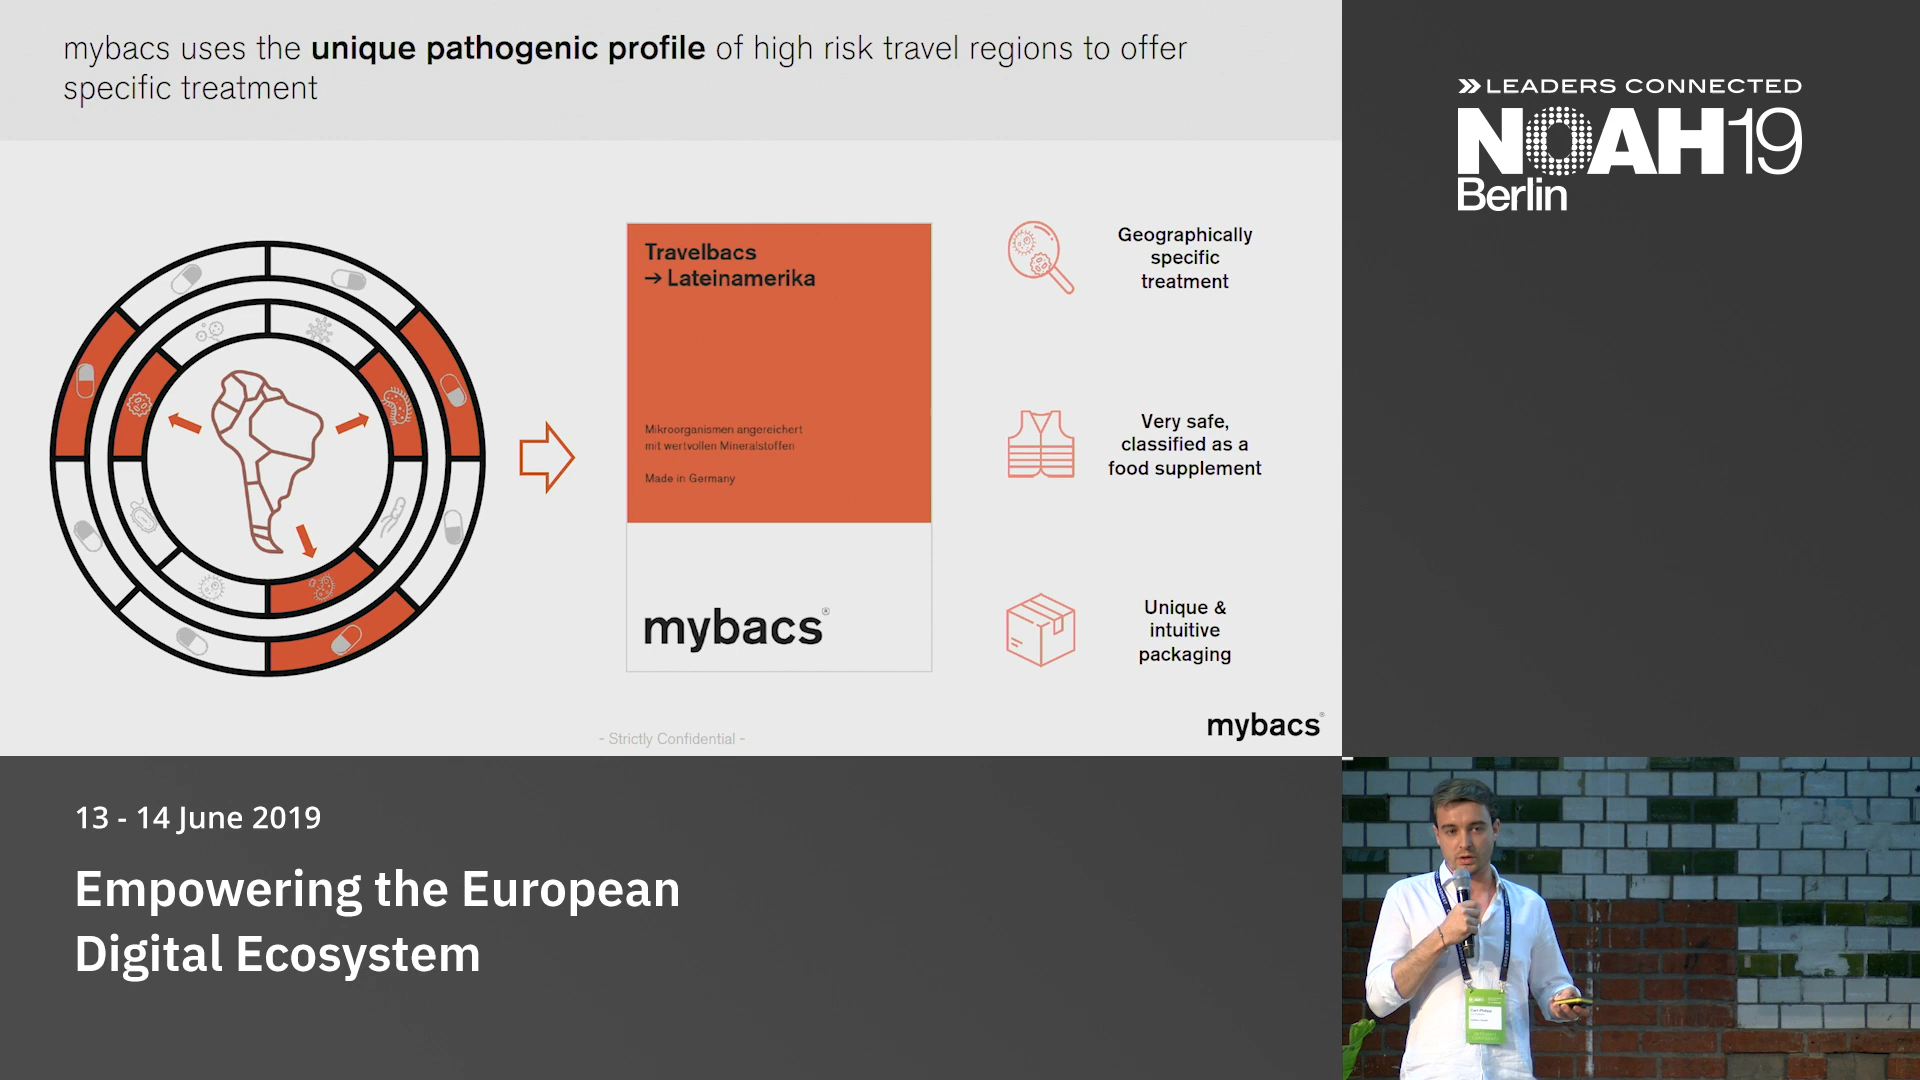 mybacs uses the unique pathogenic profile of high risk travel regions to offer
specific treatment
Travelbacs
→ Lateinamerika
Mikroorganismen angereichert
mit wertvollen Mineralstoffen
Made in Germany
mybacs®
Geographically
specific
treatment
Very safe,
classified as a
food supplement
Unique &
intuitive
packaging
mybacs®
- Strictly Confidential -
LEADERS CONNECTED
NOAH19
Berlin
13 - 14 June 2019
Empowering the European
Digital Ecosystem